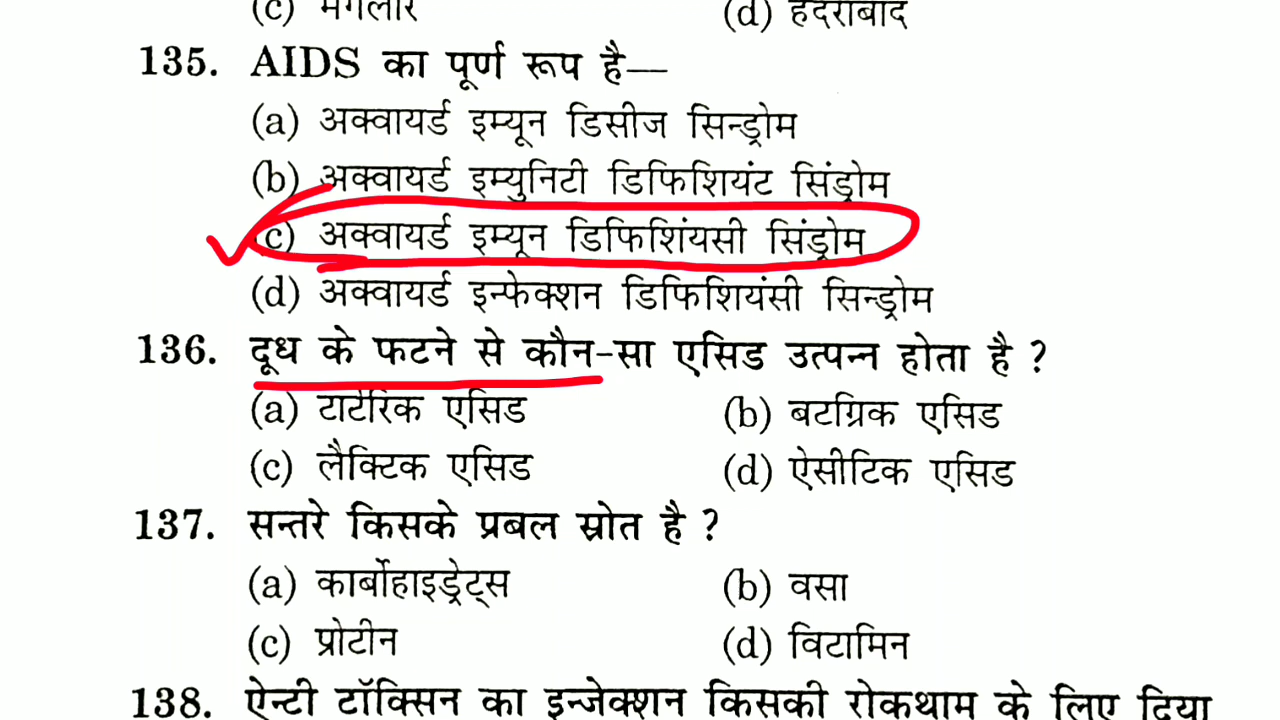 (c) मंगलौर (d) हैदराबाद
135. AIDS का पूर्ण रूप है—
(a) अक्वायर्ड इम्यून डिसीज सिन्ड्रोम
(b) अक्वायर्ड इम्युनिटी डिफिशियंट सिंड्रोम
(c) अक्वायर्ड इम्यून डिफिशिंयसी सिंड्रोम
(d) अक्वायर्ड इन्फेक्शन डिफिशियंसी सिन्ड्रोम
136. दूध के फटने से कौन-सा एसिड उत्पन्न होता है ?
(a) टार्टरिक एसिड (b) बटग्रिक एसिड
(c) लैक्टिक एसिड (d) ऐसीटिक एसिड
137. सन्तरे किसके प्रबल स्रोत है ?
(a) कार्बोहाइड्रेट्स (b) वसा
(c) प्रोटीन (d) विटामिन
138. ऐन्टी टॉक्सिन का इन्जेक्शन किसकी रोकथाम के लिए दिया